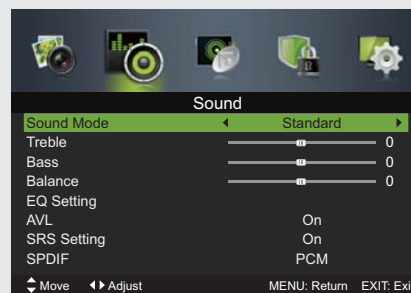 Sound
Sound Mode Standard
Treble 0
Bass 0
Balance 0
EQ Setting
AVL On
SRS Setting On
SPDIF PCM
Move Adjust MENU: Return EXIT: Exi